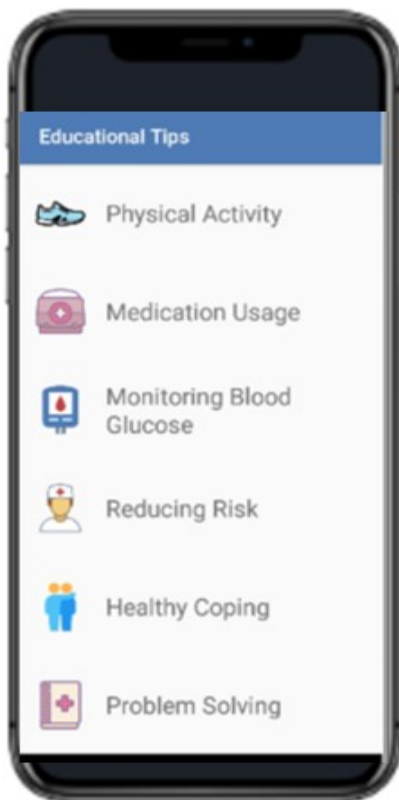 Educational Tips
Physical Activity
Medication Usage
Monitoring Blood
Glucose
Reducing Risk
Healthy Coping
Problem Solving